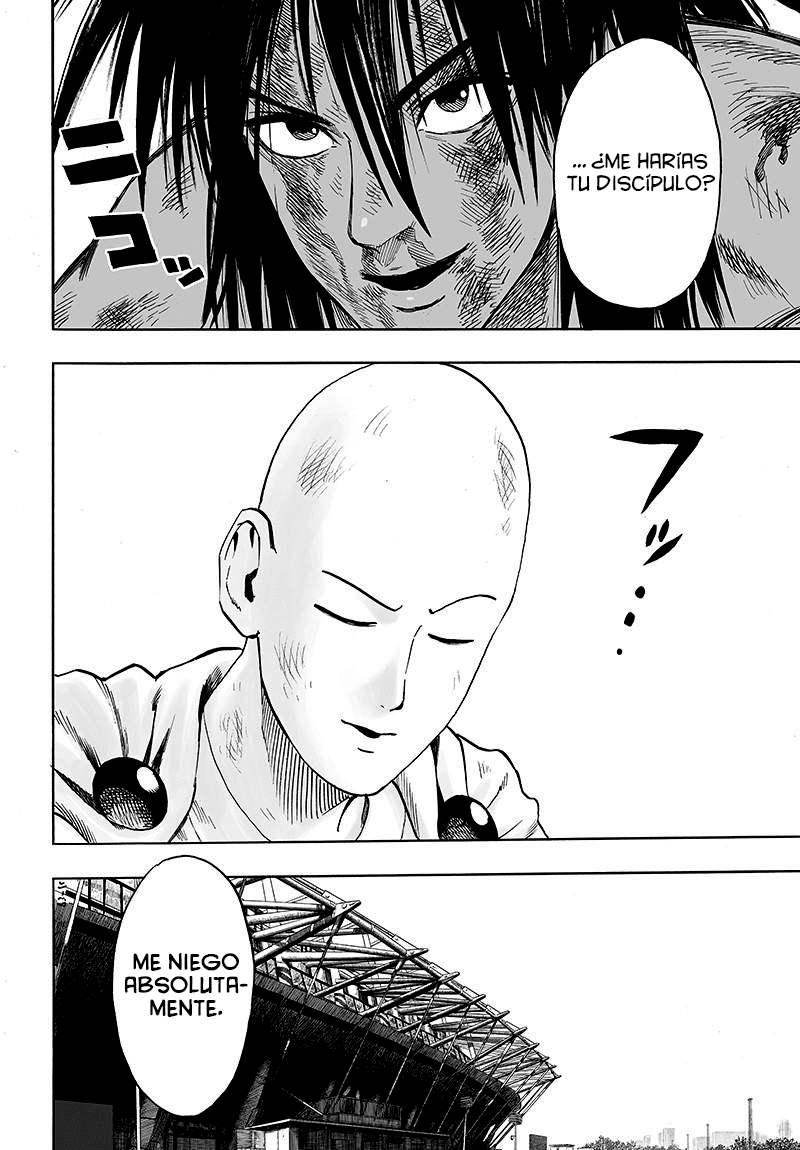 ... ¿ME HARÍAS
TU DISCÍPULO?
ニコッ
フッ…
ME NIEGO
ABSOLUTA-
MENTE.